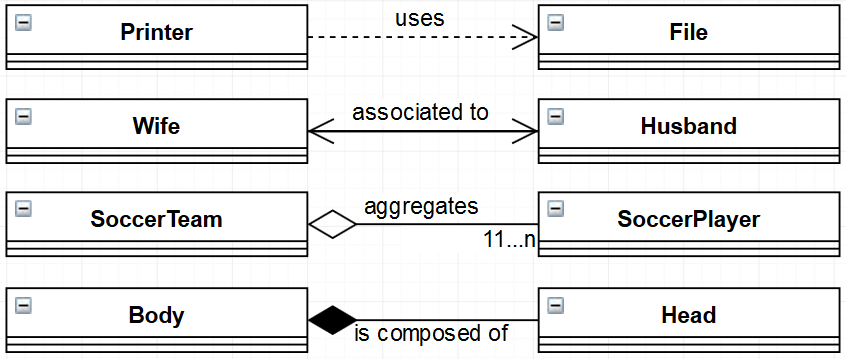 Printer
uses
File
Wife
associated to
Husband
SoccerTeam
aggregates
11...n
SoccerPlayer
Body
is composed of
Head